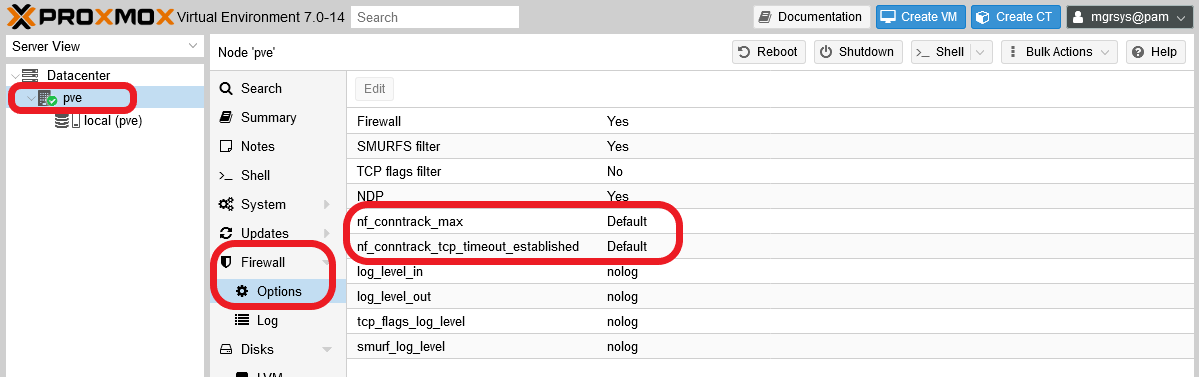 PROXMOX Virtual Environment 7.0-14 Search Documentation Create VM Create CT mgrsys@pam
Server View
Datacenter
pve
local (pve)
Node 'pve' Reboot Shutdown >_ Shell Bulk Actions Help
Search
Summary
Notes
>_ Shell
System
Updates
Firewall
Options
Log
Disks
LVM
Edit
Firewall Yes
SMURFS filter Yes
TCP flags filter No
NDP Yes
nf_conntrack_max Default
nf_conntrack_tcp_timeout_established Default
log_level_in nolog
log_level_out nolog
tcp_flags_log_level nolog
smurf_log_level nolog